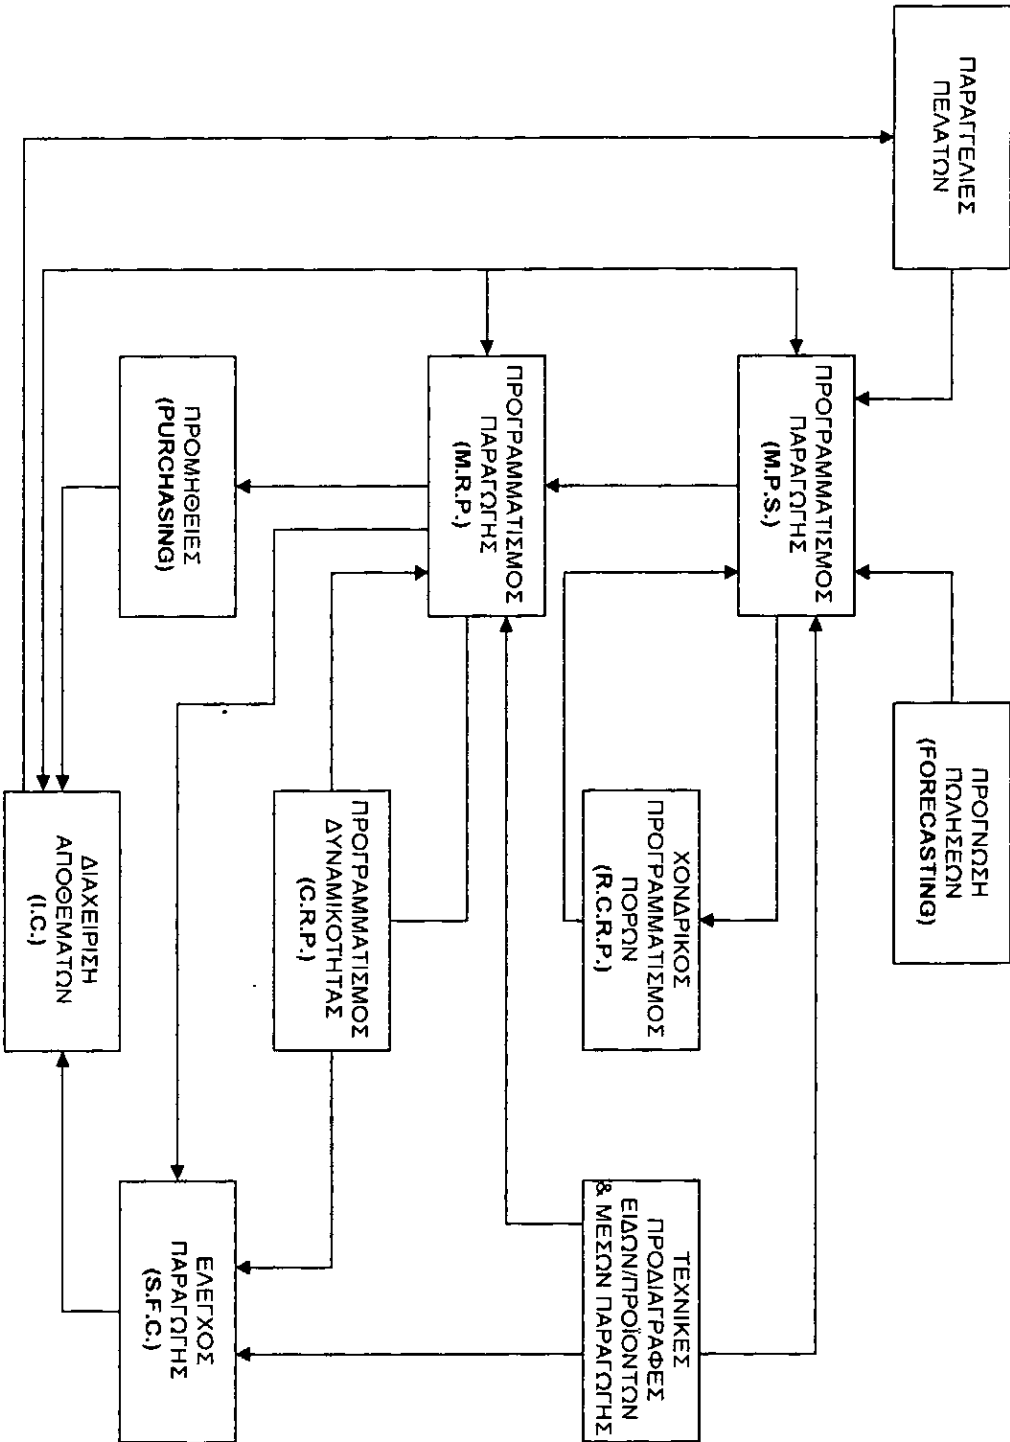 ΠΑΡΑΓΓΕΛΙΕΣ
ΠΕΛΑΤΩΝ
ΠΡΟΓΝΩΣΗ
ΠΩΛΗΣΕΩΝ
(FORECASTING)
ΠΡΟΓΡΑΜΜΑΤΙΣΜΟΣ
ΠΑΡΑΓΩΓΗΣ
(M.P.S.)
ΧΟΝΔΡΙΚΟΣ
ΠΡΟΓΡΑΜΜΑΤΙΣΜΟΣ
ΠΟΡΩΝ
(R.C.R.P.)
ΤΕΧΝΙΚΕΣ
ΠΡΟΔΙΑΓΡΑΦΕΣ
ΕΙΔΩΝ/ΠΡΟΪΟΝΤΩΝ
& ΜΕΣΩΝ ΠΑΡΑΓΩΓΗΣ
ΠΡΟΓΡΑΜΜΑΤΙΣΜΟΣ
ΠΑΡΑΓΩΓΗΣ
(M.R.P.)
ΠΡΟΓΡΑΜΜΑΤΙΣΜΟΣ
ΔΥΝΑΜΙΚΟΤΗΤΑΣ
(C.R.P.)
ΠΡΟΜΗΘΕΙΕΣ
(PURCHASING)
ΕΛΕΓΧΟΣ
ΠΑΡΑΓΩΓΗΣ
(S.F.C.)
ΔΙΑΧΕΙΡΙΣΗ
ΑΠΟΘΕΜΑΤΩΝ
(I.C.)